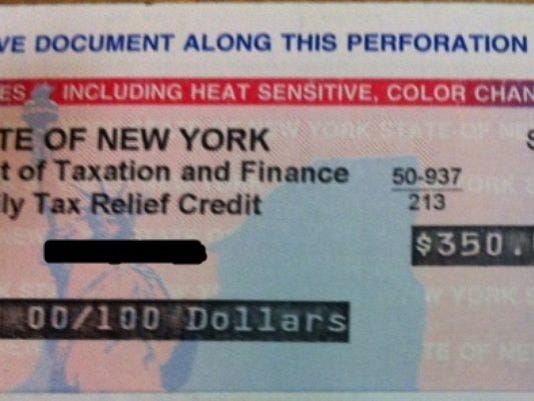 VE DOCUMENT ALONG THIS PERFORATION
ES INCLUDING HEAT SENSITIVE, COLOR CHAN
TE OF NEW YORK S
t of Taxation and Finance 50-937
ly Tax Relief Credit 213
$350.
00/100 Dollars